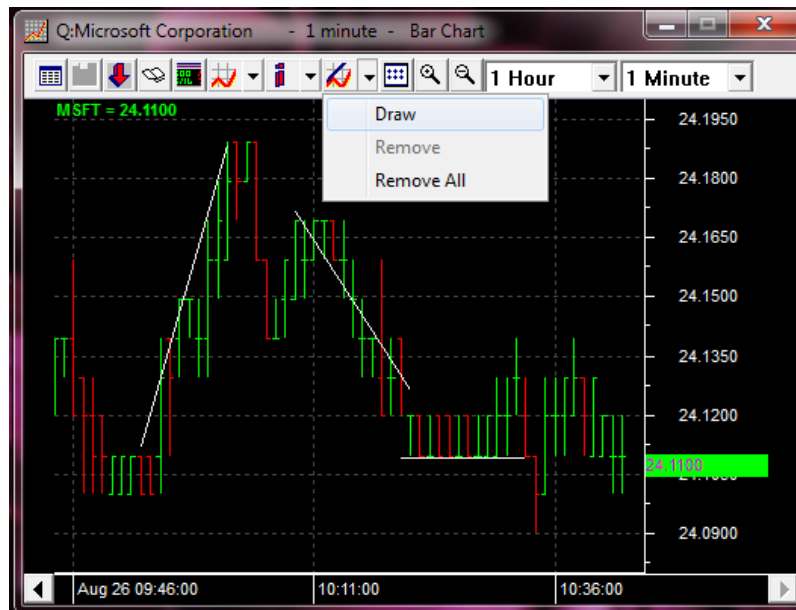 Q:Microsoft Corporation - 1 minute - Bar Chart
1 Hour
1 Minute
MSFT = 24.1100
Draw
Remove
Remove All
24.1950
24.1800
24.1650
24.1500
24.1350
24.1200
24.1100
24.0900
Aug 26 09:46:00
10:11:00
10:36:00